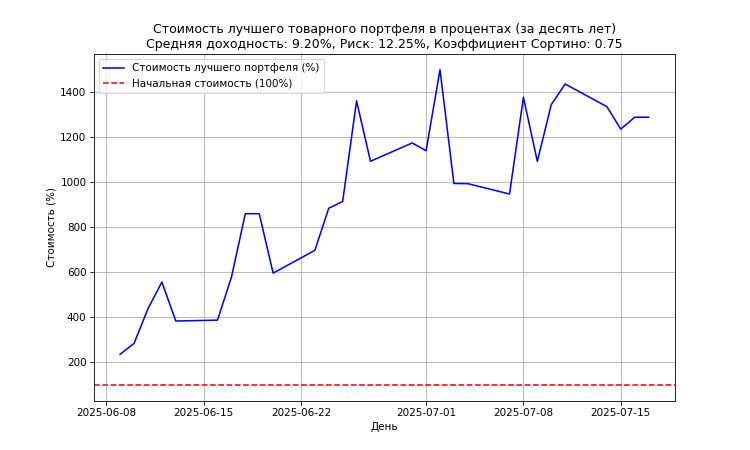 Стоимость лучшего товарного портфеля в процентах (за десять лет)
Средняя доходность: 9.20%, Риск: 12.25%, Коэффициент Сортино: 0.75
Стоимость лучшего портфеля (%)
Начальная стоимость (100%)
Стоимость (%)
1400
1200
1000
800
600
400
200
2025-06-08
2025-06-15
2025-06-22
2025-07-01
2025-07-08
2025-07-15
День